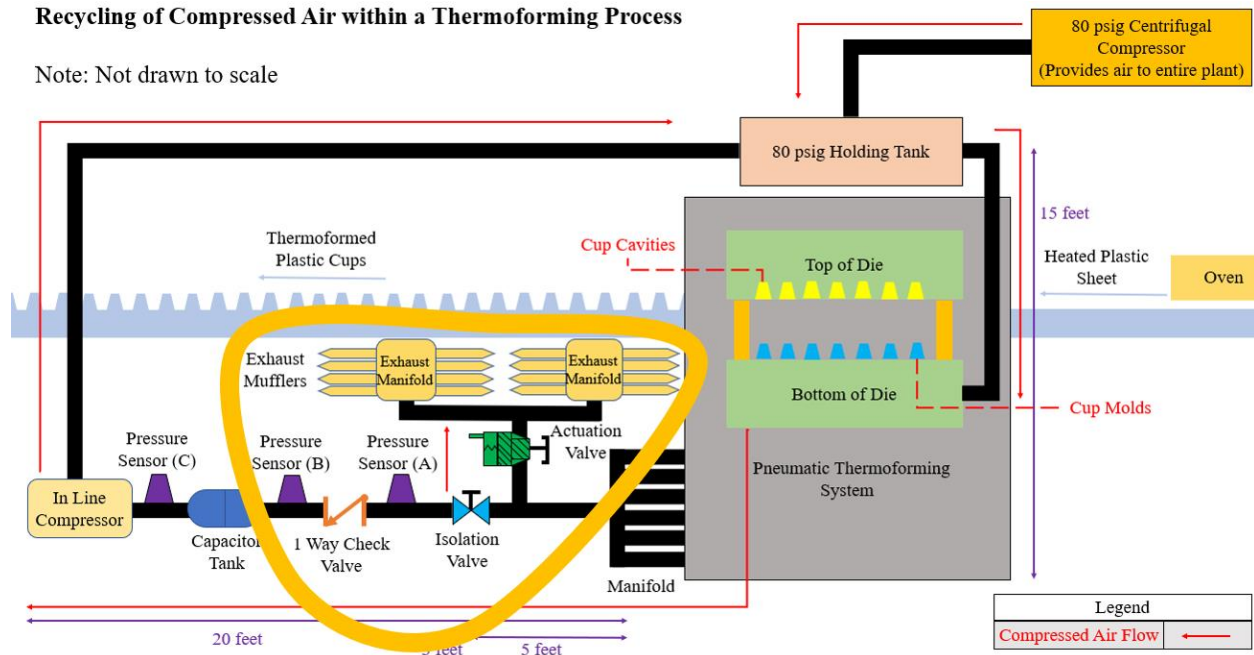 Recycling of Compressed Air within a Thermoforming Process
Note: Not drawn to scale
80 psig Centrifugal
Compressor
(Provides air to entire plant)
80 psig Holding Tank
15 feet
Thermoformed
Plastic Cups
Cup Cavities
Top of Die
Heated Plastic
Sheet
Oven
Exhaust
Mufflers
Exhaust
Manifold
Exhaust
Manifold
Bottom of Die
Cup Molds
Actuation
Valve
Pressure
Sensor (C)
Pressure
Sensor (B)
Pressure
Sensor (A)
Pneumatic Thermoforming
System
In Line
Compressor
Capacitor
Tank
1 Way Check
Valve
Isolation
Valve
Manifold
20 feet
feet
5 feet
Legend
Compressed Air Flow